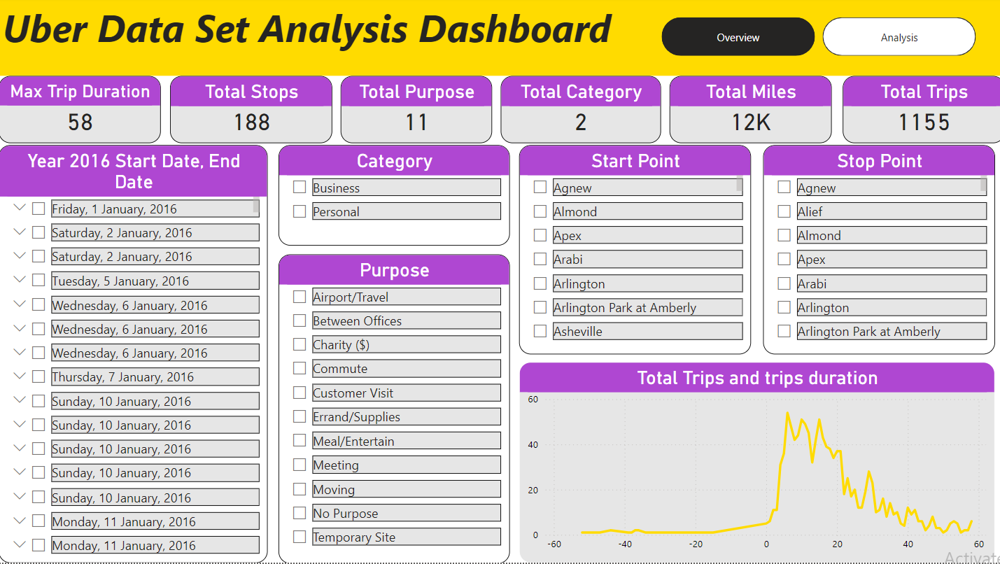 Uber Data Set Analysis Dashboard
Overview
Analysis
Max Trip Duration
58
Total Stops
188
Total Purpose
11
Total Category
2
Total Miles
12K
Total Trips
1155
Year 2016 Start Date, End
Date
Friday, 1 January, 2016
Saturday, 2 January, 2016
Saturday, 2 January, 2016
Tuesday, 5 January, 2016
Wednesday, 6 January, 2016
Wednesday, 6 January, 2016
Wednesday, 6 January, 2016
Thursday, 7 January, 2016
Sunday, 10 January, 2016
Sunday, 10 January, 2016
Sunday, 10 January, 2016
Sunday, 10 January, 2016
Sunday, 10 January, 2016
Monday, 11 January, 2016
Monday, 11 January, 2016
Category
Business
Personal
Purpose
Airport/Travel
Between Offices
Charity ($)
Commute
Customer Visit
Errand/Supplies
Meal/Entertain
Meeting
Moving
No Purpose
Temporary Site
Start Point
Agnew
Almond
Apex
Arabi
Arlington
Arlington Park at Amberly
Asheville
Stop Point
Agnew
Alief
Almond
Apex
Arabi
Arlington
Arlington Park at Amberly
Total Trips and trips duration
60
40
20
0
-60 -40 -20 0 20 40 60
Activate